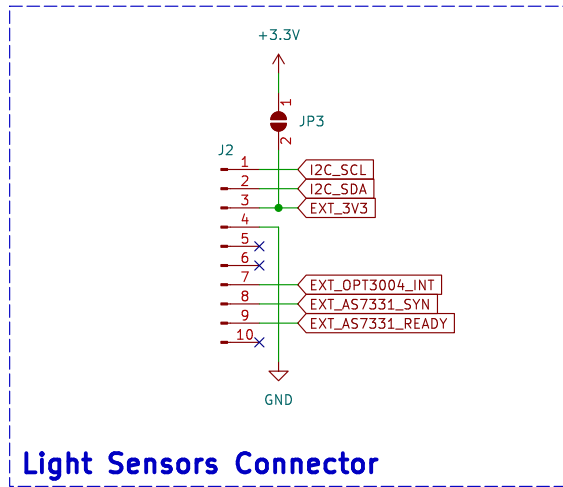 +3.3V
1
JP3
2
J2
1 I2C_SCL
2 I2C_SDA
3 EXT_3V3
4
5
6
7 EXT_OPT3004_INT
8 EXT_AS7331_SYN
9 EXT_AS7331_READY
10
GND
Light Sensors Connector